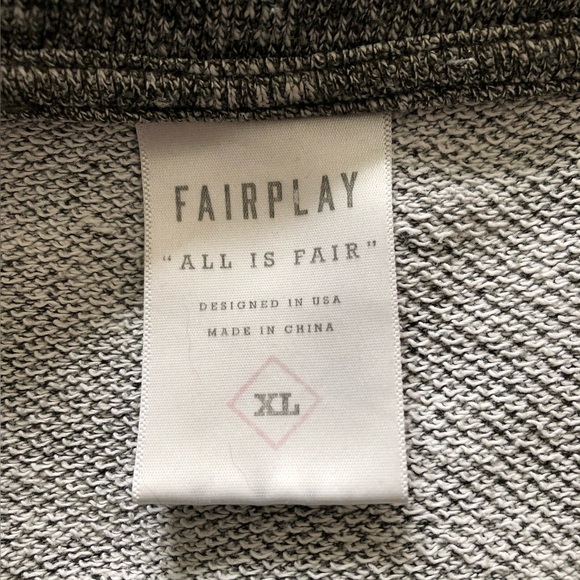 FAIRPLAY
"ALL IS FAIR"
DESIGNED IN USA
MADE IN CHINA
XL